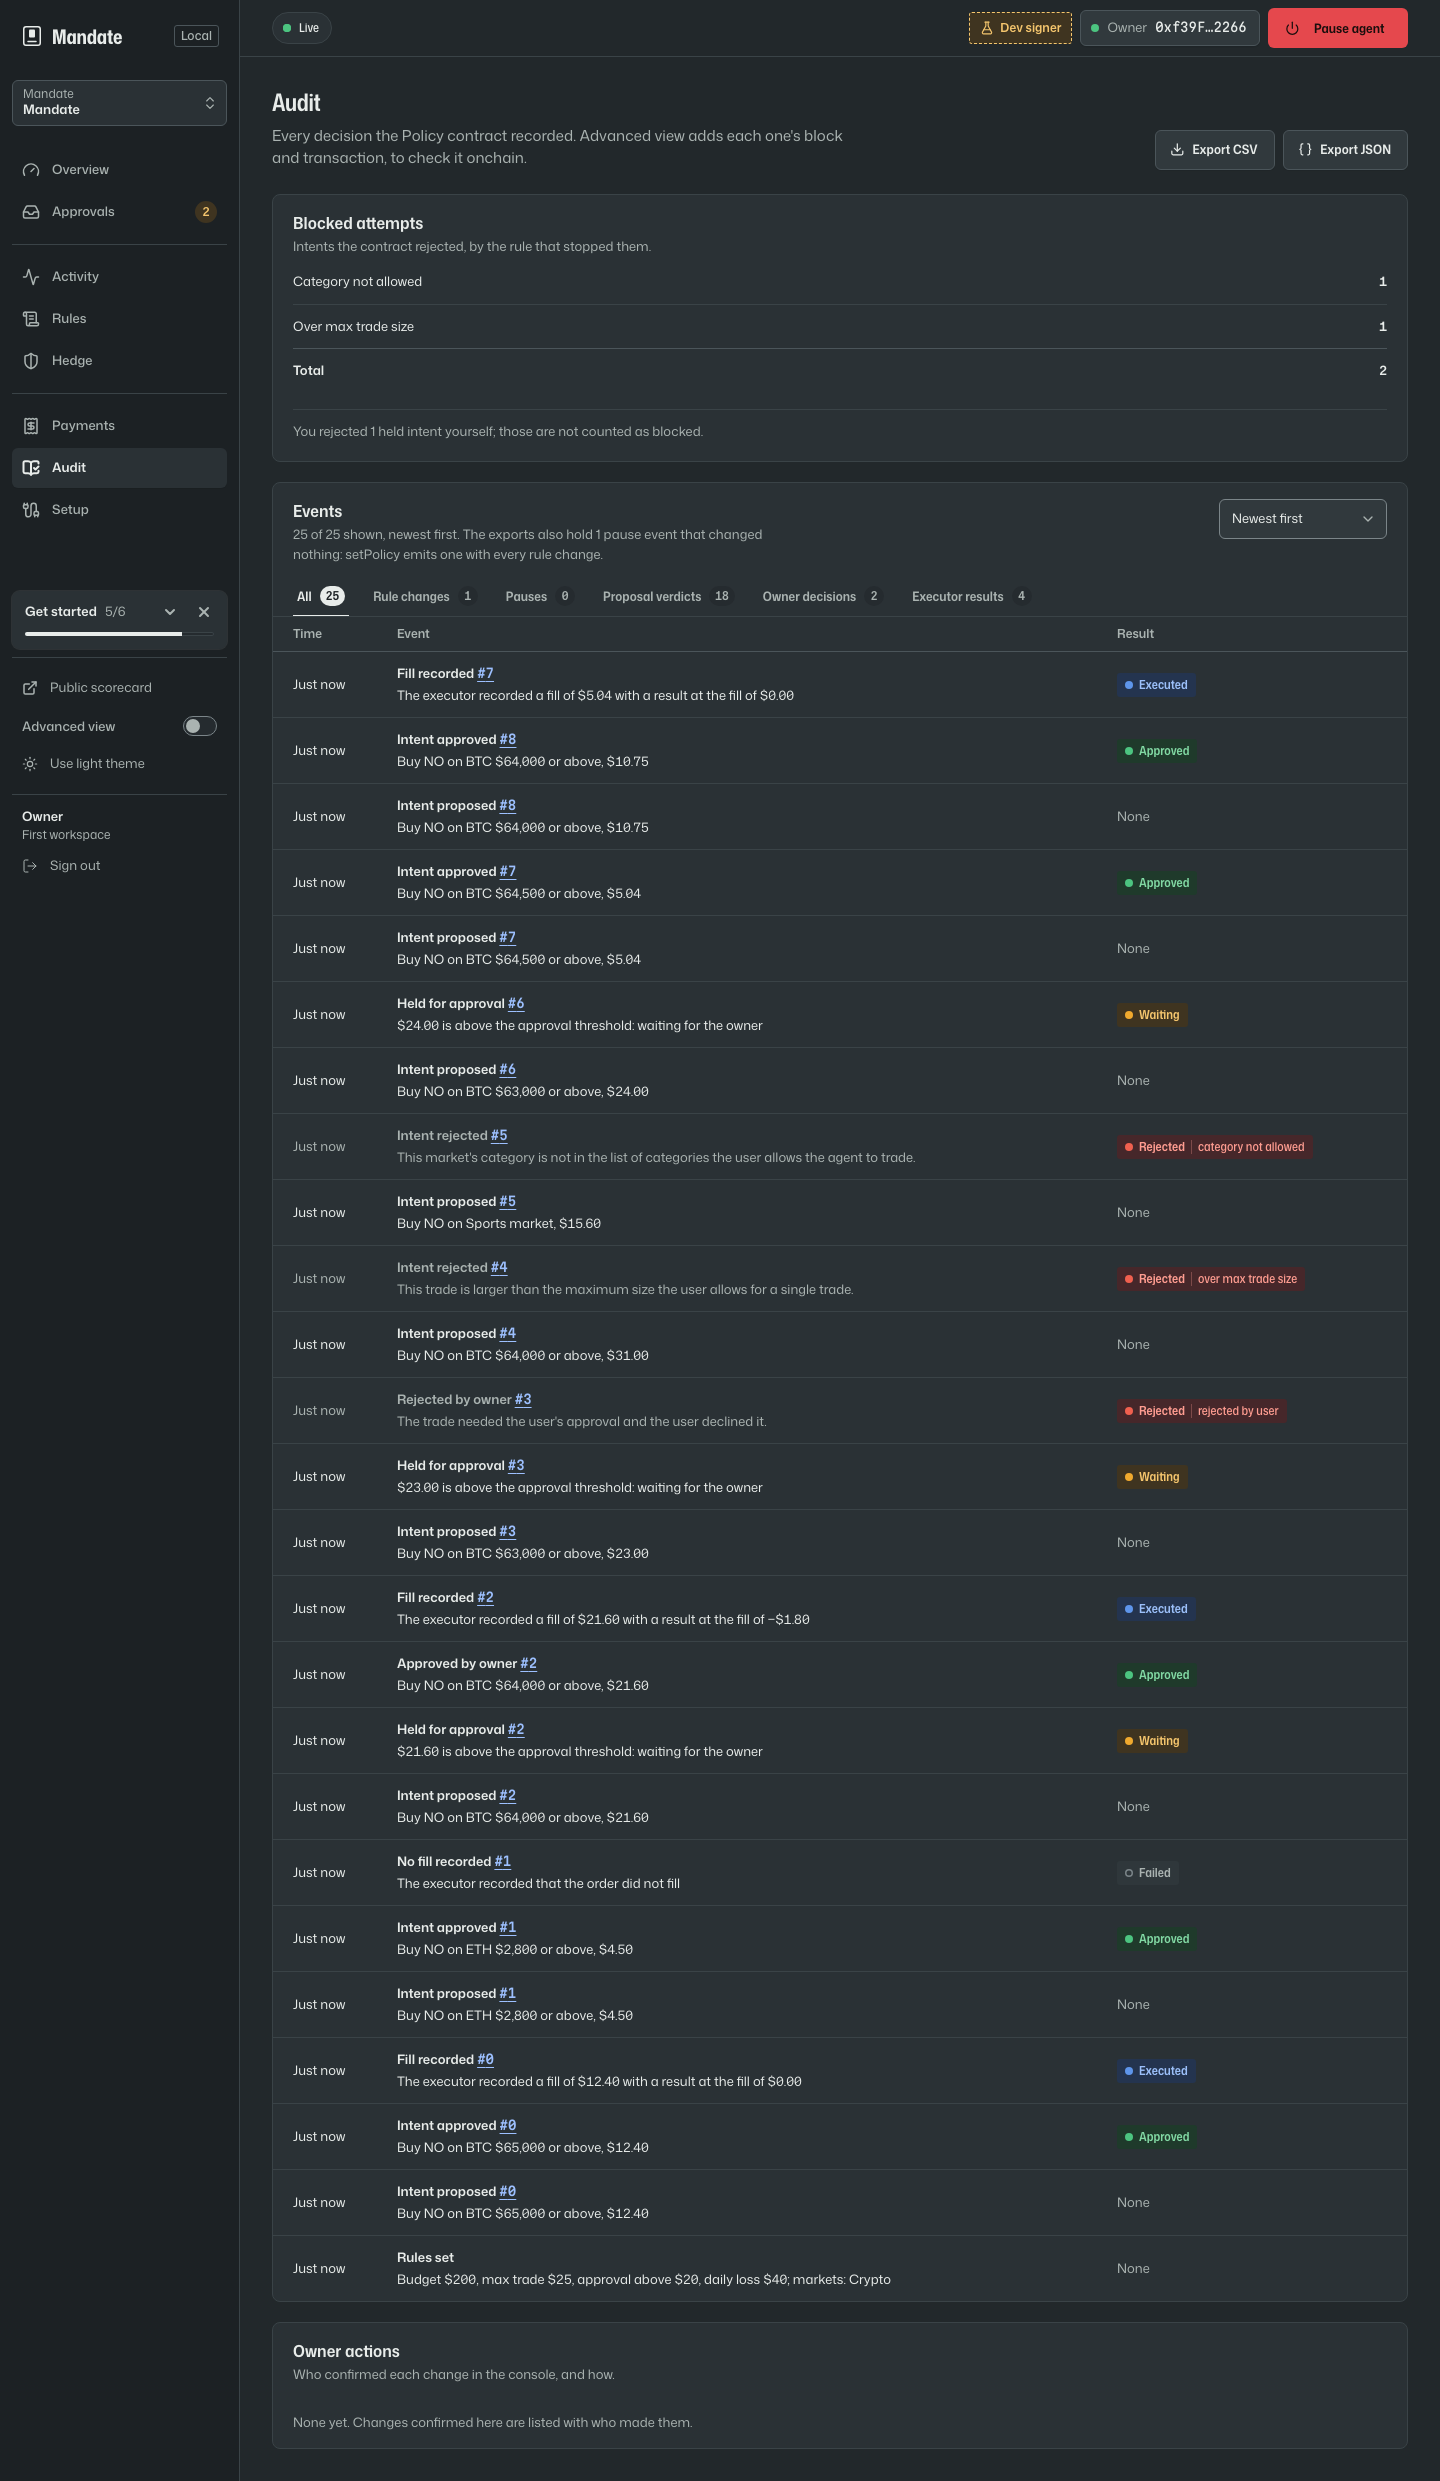 Mandate
Local
Mandate
Mandate
Overview
Approvals 2
Activity
Rules
Hedge
Payments
Audit
Setup
Get started 5/6
Public scorecard
Advanced view
Use light theme
Owner
First workspace
Sign out
Live
Dev signer
Owner 0xf39F…2266
Pause agent
Audit
Every decision the Policy contract recorded. Advanced view adds each one's block
and transaction, to check it onchain.
Export CSV
Export JSON
Blocked attempts
Intents the contract rejected, by the rule that stopped them.
Category not allowed 1
Over max trade size 1
Total 2
You rejected 1 held intent yourself; those are not counted as blocked.
Events
25 of 25 shown, newest first. The exports also hold 1 pause event that changed
nothing: setPolicy emits one with every rule change.
Newest first
All 25 Rule changes 1 Pauses 0 Proposal verdicts 18 Owner decisions 2 Executor results 4
Time Event Result
Just now
Fill recorded #7
The executor recorded a fill of $5.04 with a result at the fill of $0.00
Executed
Just now
Intent approved #8
Buy NO on BTC $64,000 or above, $10.75
Approved
Just now
Intent proposed #8
Buy NO on BTC $64,000 or above, $10.75
None
Just now
Intent approved #7
Buy NO on BTC $64,500 or above, $5.04
Approved
Just now
Intent proposed #7
Buy NO on BTC $64,500 or above, $5.04
None
Just now
Held for approval #6
$24.00 is above the approval threshold: waiting for the owner
Waiting
Just now
Intent proposed #6
Buy NO on BTC $63,000 or above, $24.00
None
Just now
Intent rejected #5
This market's category is not in the list of categories the user allows the agent to trade.
Rejected | category not allowed
Just now
Intent proposed #5
Buy NO on Sports market, $15.60
None
Just now
Intent rejected #4
This trade is larger than the maximum size the user allows for a single trade.
Rejected | over max trade size
Just now
Intent proposed #4
Buy NO on BTC $64,000 or above, $31.00
None
Just now
Rejected by owner #3
The trade needed the user's approval and the user declined it.
Rejected | rejected by user
Just now
Held for approval #3
$23.00 is above the approval threshold: waiting for the owner
Waiting
Just now
Intent proposed #3
Buy NO on BTC $63,000 or above, $23.00
None
Just now
Fill recorded #2
The executor recorded a fill of $21.60 with a result at the fill of −$1.80
Executed
Just now
Approved by owner #2
Buy NO on BTC $64,000 or above, $21.60
Approved
Just now
Held for approval #2
$21.60 is above the approval threshold: waiting for the owner
Waiting
Just now
Intent proposed #2
Buy NO on BTC $64,000 or above, $21.60
None
Just now
No fill recorded #1
The executor recorded that the order did not fill
Failed
Just now
Intent approved #1
Buy NO on ETH $2,800 or above, $4.50
Approved
Just now
Intent proposed #1
Buy NO on ETH $2,800 or above, $4.50
None
Just now
Fill recorded #0
The executor recorded a fill of $12.40 with a result at the fill of $0.00
Executed
Just now
Intent approved #0
Buy NO on BTC $65,000 or above, $12.40
Approved
Just now
Intent proposed #0
Buy NO on BTC $65,000 or above, $12.40
None
Just now
Rules set
Budget $200, max trade $25, approval above $20, daily loss $40; markets: Crypto
None
Owner actions
Who confirmed each change in the console, and how.
None yet. Changes confirmed here are listed with who made them.